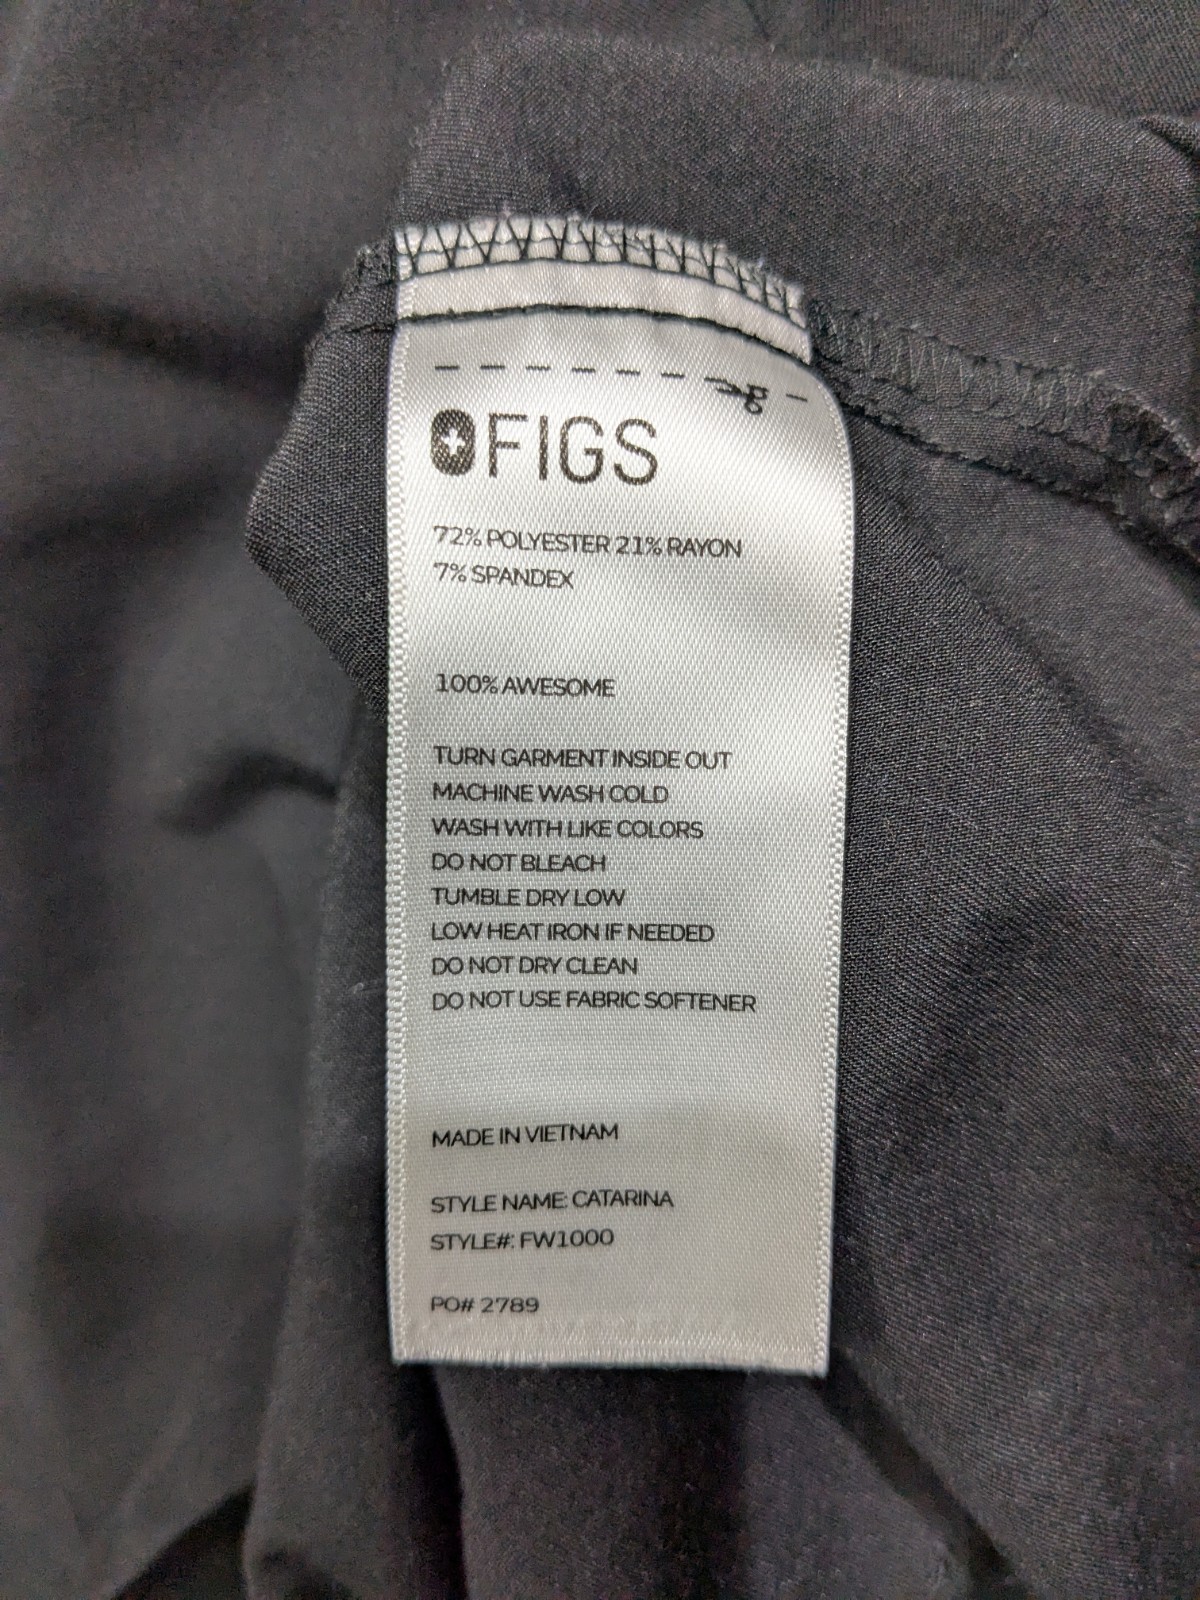 FIGS
72% POLYESTER 21% RAYON
7% SPANDEX
100% AWESOME
TURN GARMENT INSIDE OUT
MACHINE WASH COLD
WASH WITH LIKE COLORS
DO NOT BLEACH
TUMBLE DRY LOW
LOW HEAT IRON IF NEEDED
DO NOT DRY CLEAN
DO NOT USE FABRIC SOFTENER
MADE IN VIETNAM
STYLE NAME: CATARINA
STYLE#: FW1000
PO# 2789